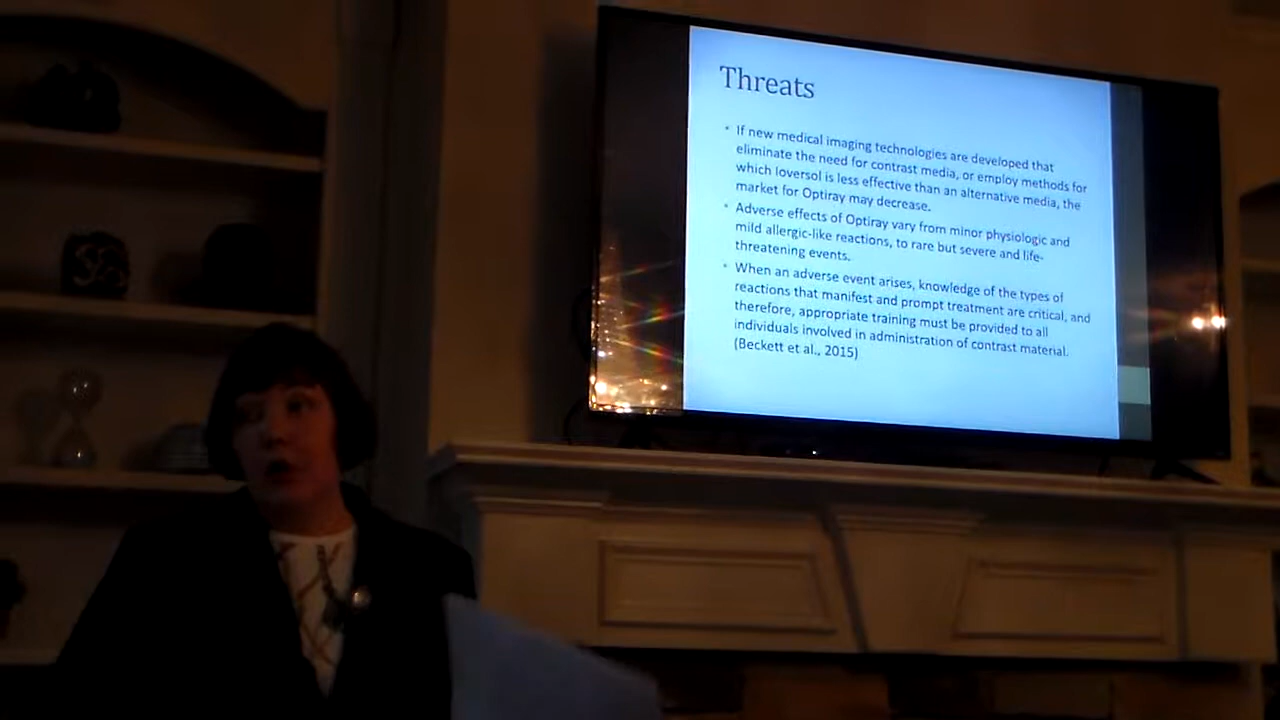 Threats
• If new medical imaging technologies are developed that
eliminate the need for contrast media, or employ methods for
which Ioversol is less effective than an alternative media, the
market for Optiray may decrease.
• Adverse effects of Optiray vary from minor physiologic and
mild allergic-like reactions, to rare but severe and life-
threatening events.
• When an adverse event arises, knowledge of the types of
reactions that manifest and prompt treatment are critical, and
therefore, appropriate training must be provided to all
individuals involved in administration of contrast material.
(Beckett et al., 2015)